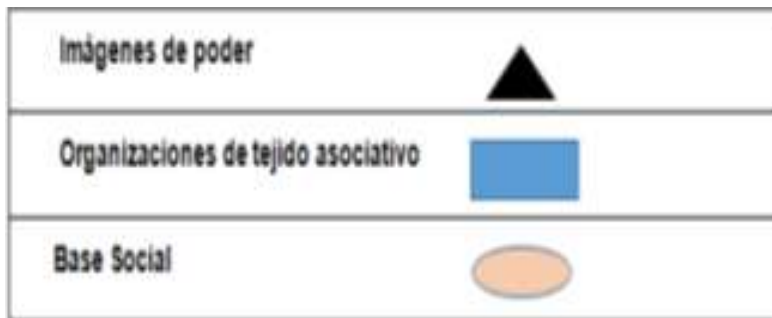 Imágenes de poder
Organizaciones de tejido asociativo
Base Social